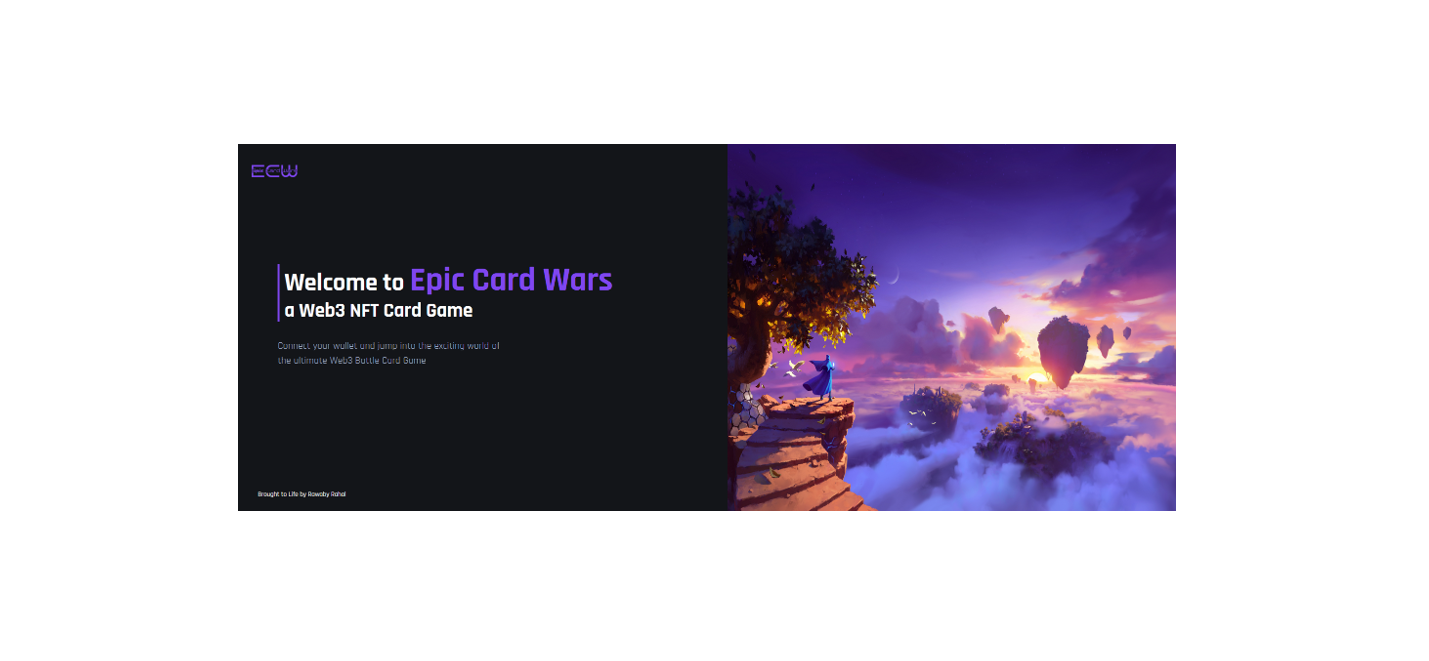 ECW
Welcome to Epic Card Wars
a Web3 NFT Card Game
Connect your wallet and jump into the exciting world of
the ultimate Web3 Battle Card Game
Brought to Life by Rawaby Rahal